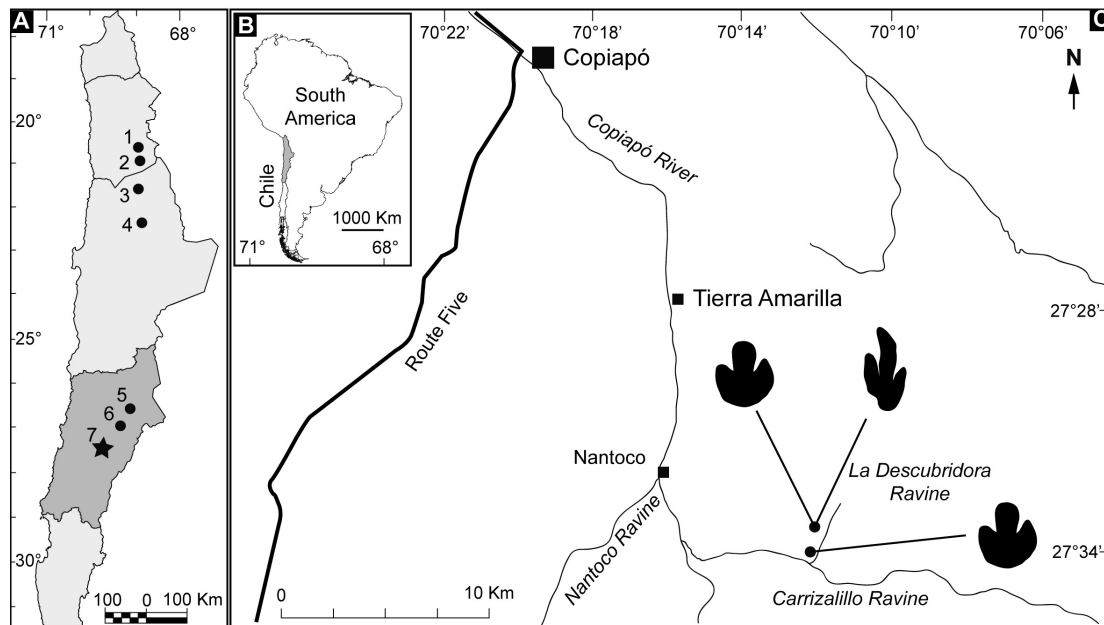 A
71°
68°
20°
25°
30°
1
2
3
4
5
6
7
100 0 100 Km
B
South
America
Chile
1000 Km
71°
68°
C
70°22'
70°18'
70°14'
70°10'
70°06'
N
Copiapó
Copiapó River
Route Five
Tierra Amarilla
27°28'
Nantoco
La Descubridora
Ravine
Nantoco Ravine
27°34'
Carrizalillo Ravine
0 10 Km